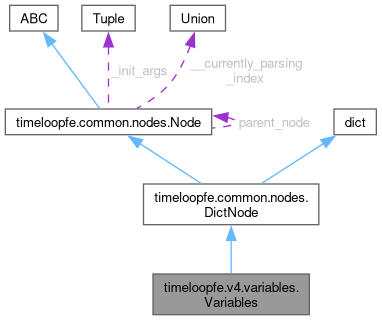 ABC
Tuple
Union
_init_args
__currently_parsing
_index
timeloopfe.common.nodes.Node
parent_node
dict
timeloopfe.common.nodes.
DictNode
timeloopfe.v4.variables.
Variables